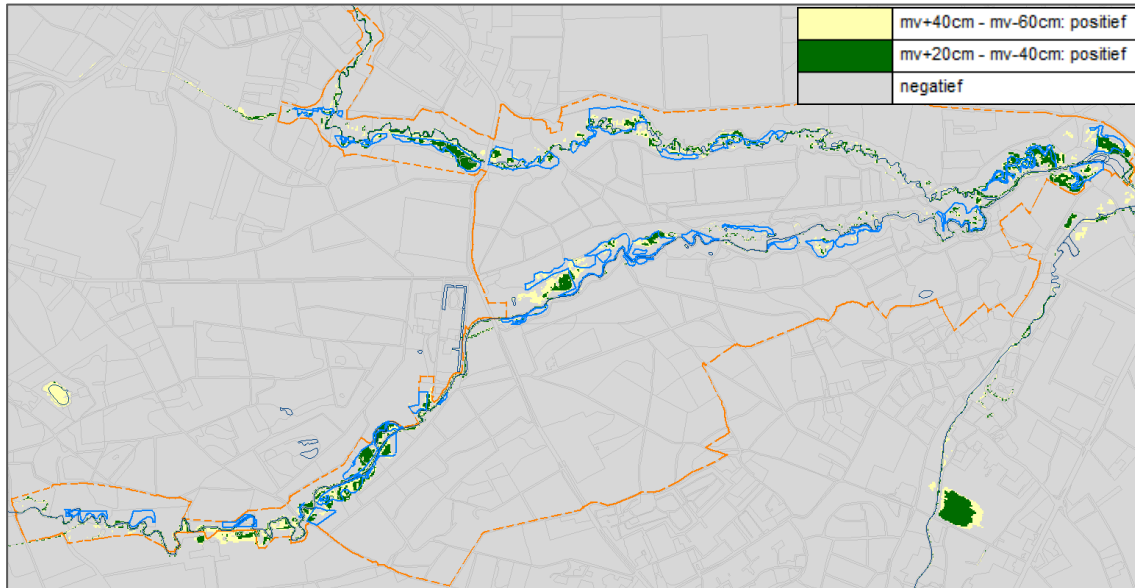 mv+40cm - mv-60cm: positief
mv+20cm - mv-40cm: positief
negatief